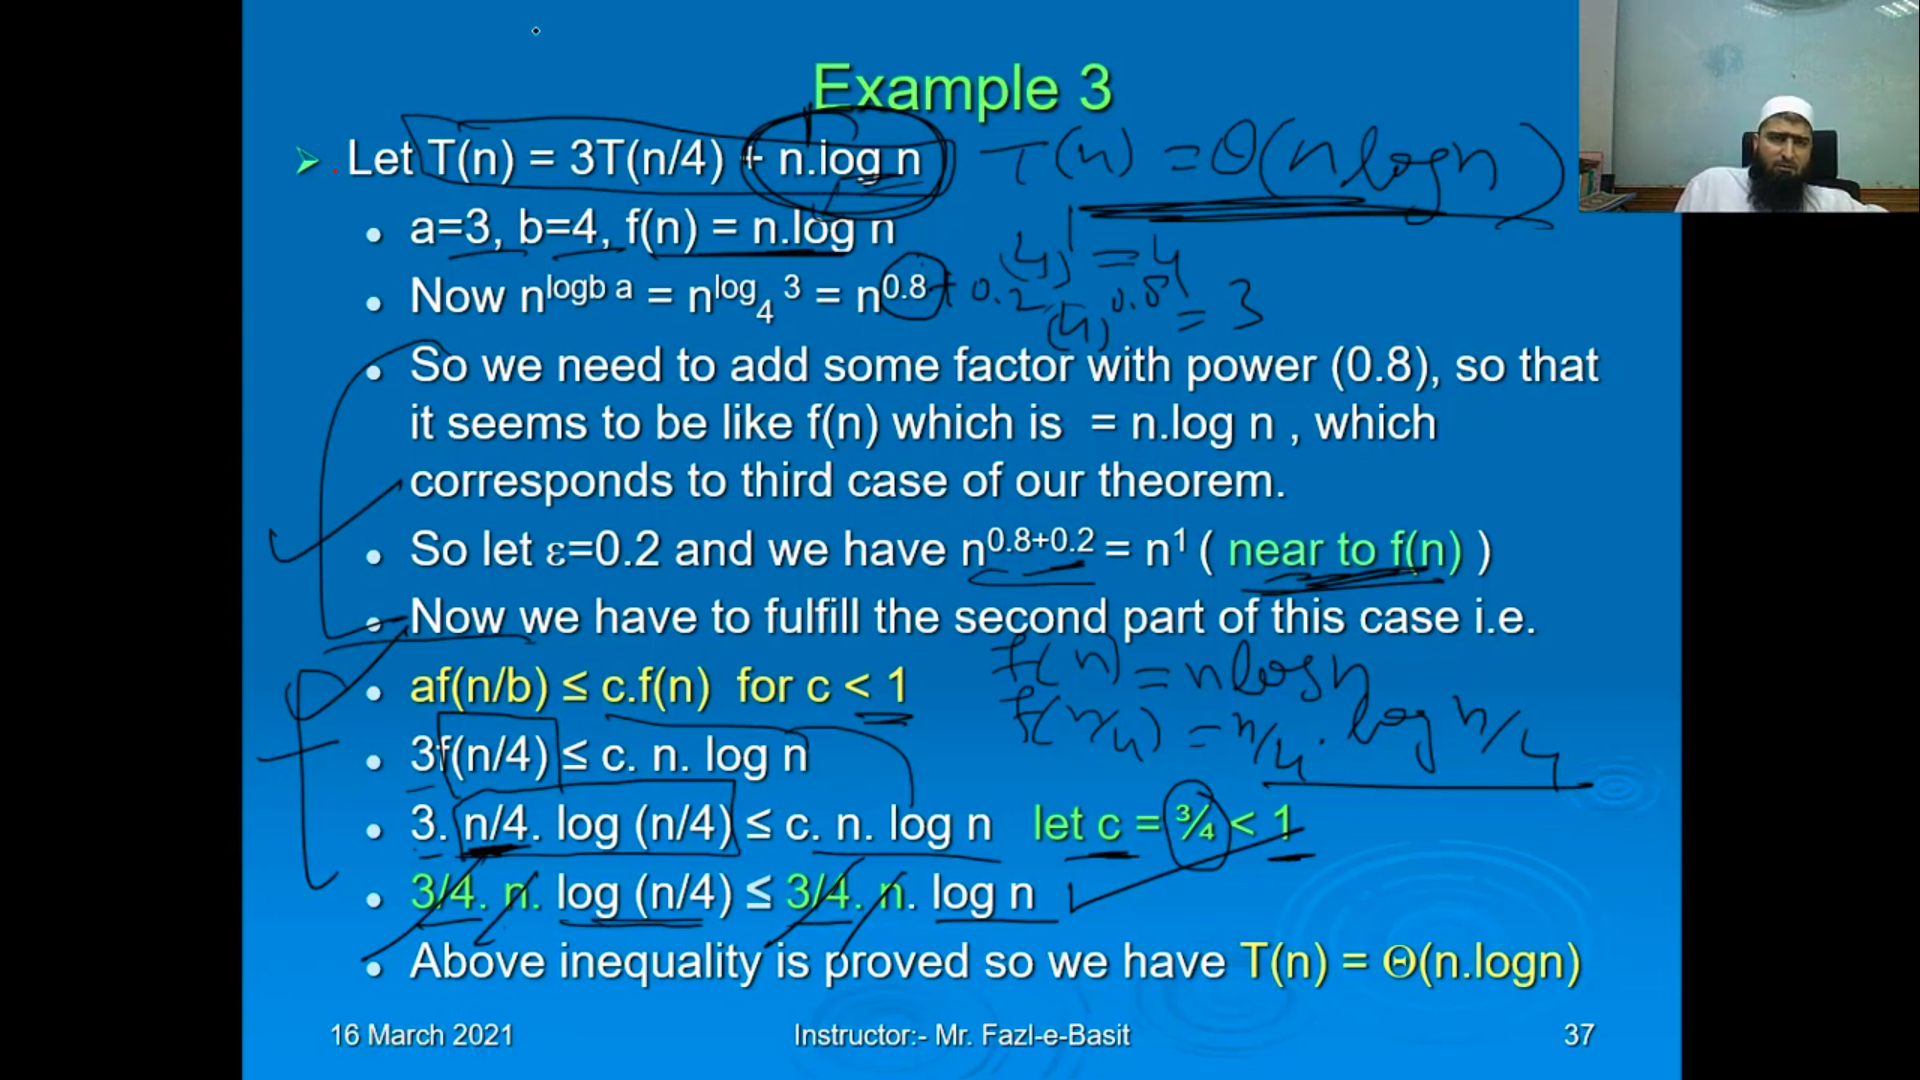 Example 3
Let T(n) = 3T(n/4) + n.log n
T(n) = Θ(n logn)
a=3, b=4, f(n) = n.log n
(4)¹ = 4
Now n^logb a = n^log₄ 3 = n^0.8
+ 0.2
(4)^0.8 = 3
So we need to add some factor with power (0.8), so that
it seems to be like f(n) which is = n.log n , which
corresponds to third case of our theorem.
So let ε=0.2 and we have n^0.8+0.2 = n¹ ( near to f(n) )
Now we have to fulfill the second part of this case i.e.
af(n/b) ≤ c.f(n) for c < 1
f(n) = nlogn
f(n/4) = n/4 . log n/4
3f(n/4) ≤ c. n. log n
3. n/4. log (n/4) ≤ c. n. log n let c = ¾ < 1
3/4. n. log (n/4) ≤ 3/4. n. log n
Above inequality is proved so we have T(n) = Θ(n.logn)
16 March 2021 Instructor:- Mr. Fazl-e-Basit 37